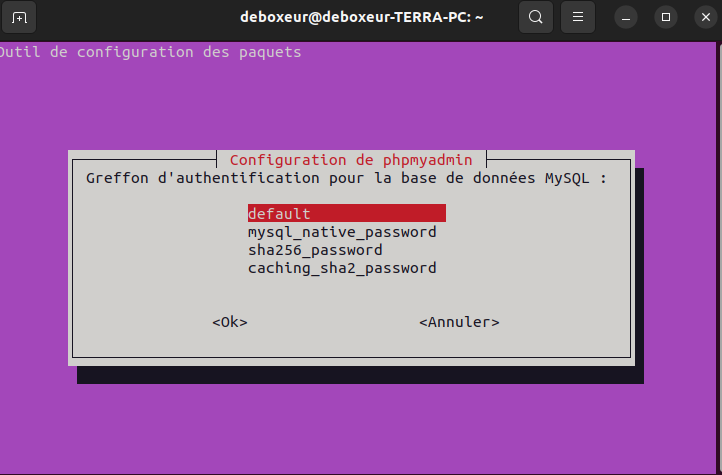 deboxeur@deboxeur-TERRA-PC: ~
Outil de configuration des paquets
Configuration de phpmyadmin
Greffon d'authentification pour la base de données MySQL :
default
mysql_native_password
sha256_password
caching_sha2_password
<Ok> <Annuler>